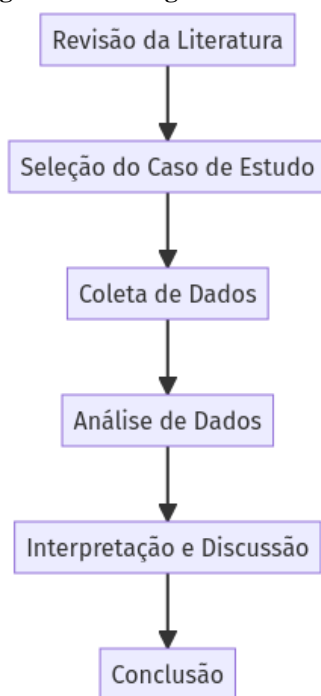 Revisão da Literatura
Seleção do Caso de Estudo
Coleta de Dados
Análise de Dados
Interpretação e Discussão
Conclusão